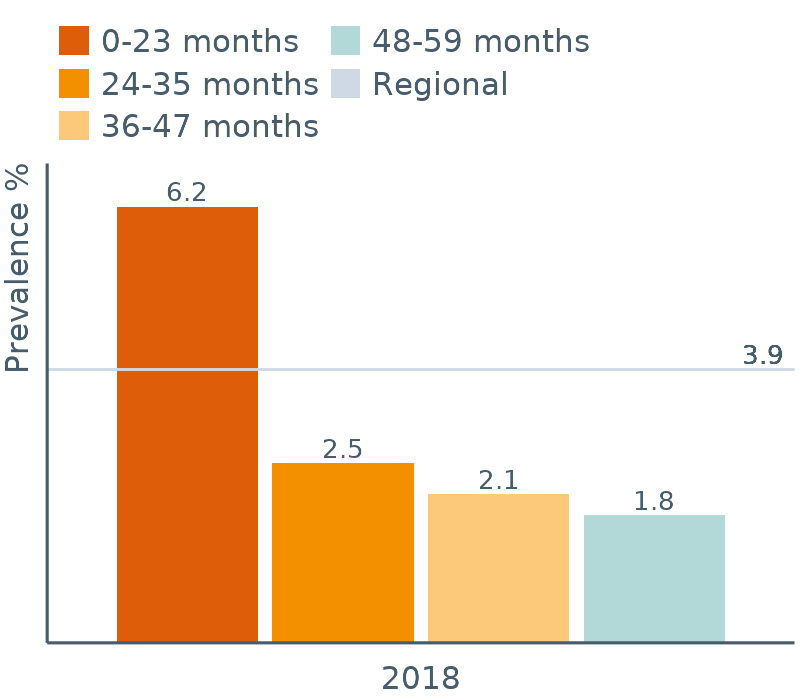 0-23 months
24-35 months
36-47 months
48-59 months
Regional
Prevalence %
6.2
2.5
2.1
1.8
3.9
2018